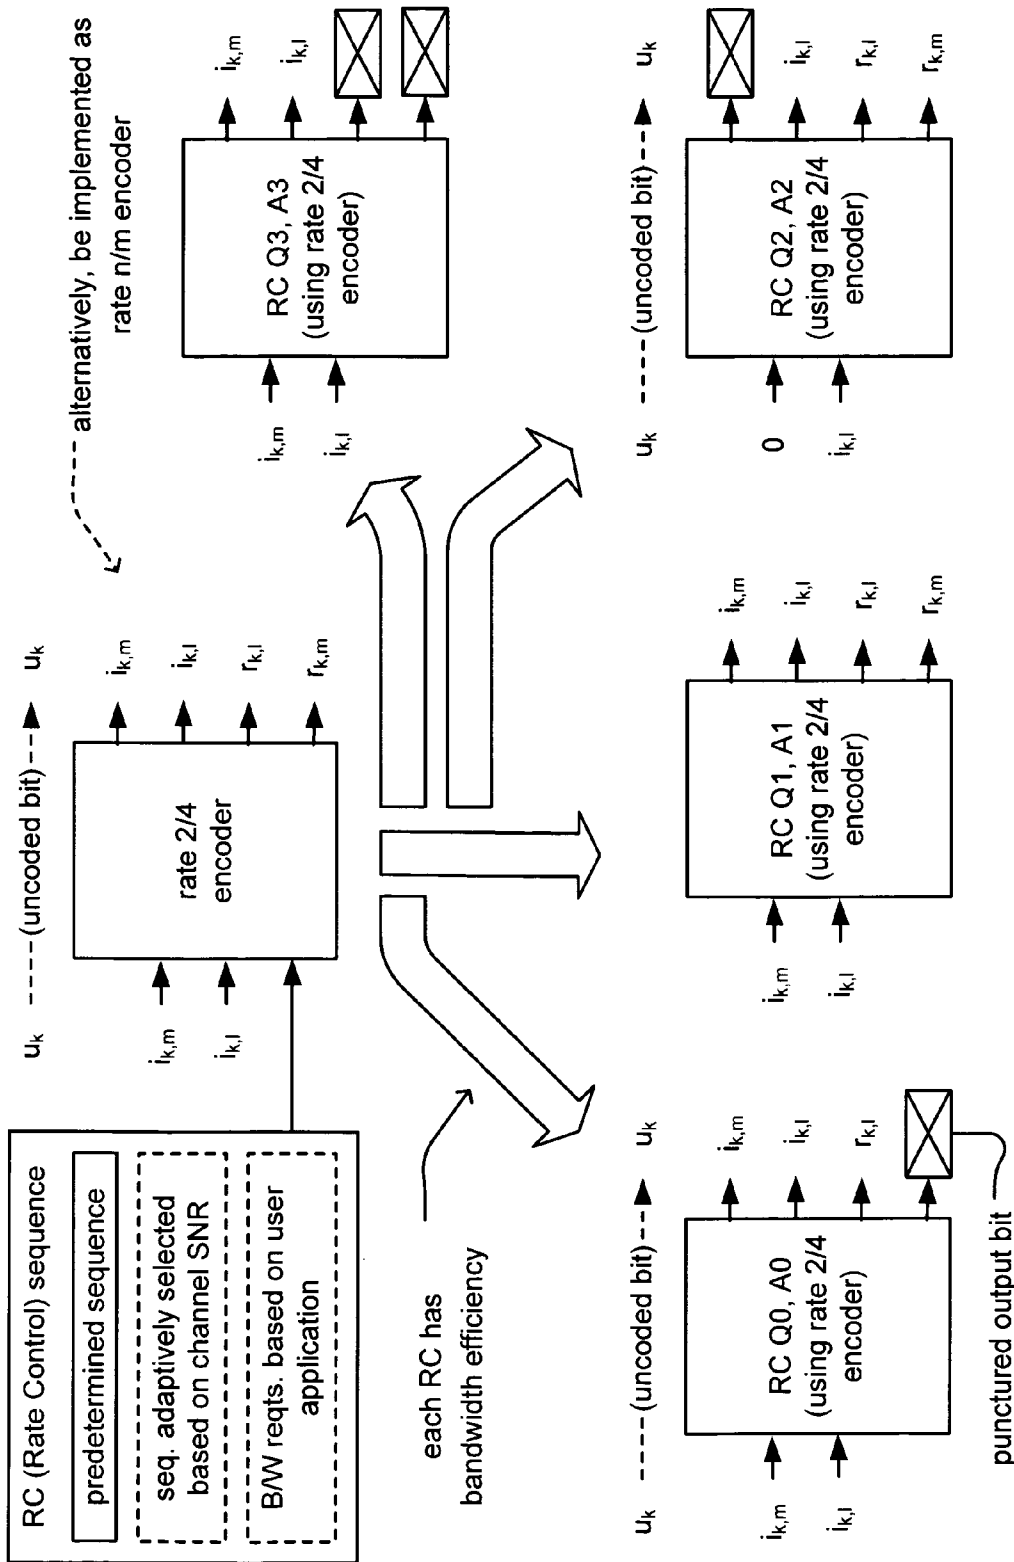 RC (Rate Control) sequence
predetermined sequence
seq. adaptively selected
based on channel SNR
B/W reqts. based on user
application
u_k -----(uncoded bit)---► u_k
i_k,m
i_k,l
rate 2/4
encoder
i_k,m
i_k,l
r_k,l
r_k,m
alternatively, be implemented as
rate n/m encoder
each RC has
bandwidth efficiency
i_k,m
i_k,l
RC Q3, A3
(using rate 2/4
encoder)
i_k,m
i_k,l
u_k -----(uncoded bit)---► u_k
i_k,m
i_k,l
RC Q0, A0
(using rate 2/4
encoder)
i_k,m
i_k,l
r_k,l
punctured output bit
i_k,m
i_k,l
RC Q1, A1
(using rate 2/4
encoder)
i_k,m
i_k,l
r_k,l
r_k,m
u_k -----(uncoded bit)---► u_k
0
i_k,l
RC Q2, A2
(using rate 2/4
encoder)
i_k,l
r_k,l
r_k,m